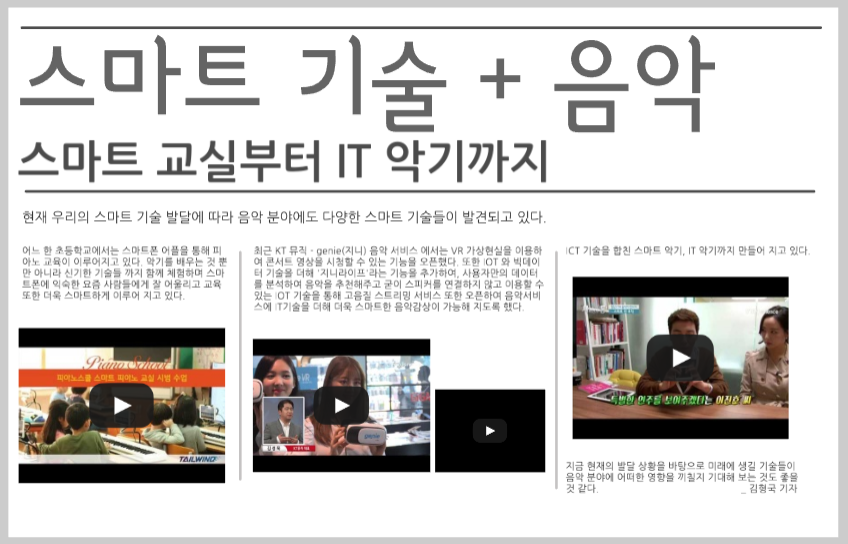 스마트 기술 + 음악
스마트 교실부터 IT 악기까지
현재 우리의 스마트 기술 발달에 따라 음악 분야에도 다양한 스마트 기술들이 발견되고 있다.
어느 한 초등학교에서는 스마트폰 어플을 통해 피
아노 교육이 이루어지고 있다. 악기를 배우는 것 뿐
만 아니라 신기한 기술들 까지 함께 체험하며 스마
트폰에 익숙한 요즘 사람들에게 잘 어울리고 교육
또한 더욱 스마트하게 이루어 지고 있다.
Piano School
피아노스쿨 스마트 피아노 교실 시범 수업
TAILWIND
최근 KT 뮤직 - genie(지니) 음악 서비스 에서는 VR 가상현실을 이용하
여 콘서트 영상을 시청할 수 있는 기능을 오픈했다. 또한 IOT 와 빅데이
터 기술을 더해 '지니라이프'라는 기능을 추가하여, 사용자만의 데이터
를 분석하여 음악을 추천해주고 굳이 스피커를 연결하지 않고 이용할 수
있는 IOT 기술을 통해 고음질 스트리밍 서비스 또한 오픈하여 음악서비
스에 IT기술을 더해 더욱 스마트한 음악감상이 가능해 지도록 했다.
genie
ICT 기술을 합친 스마트 악기, IT 악기까지 만들어 지고 있다.
특별한 연주를 보여주겠다는 이진호 씨
지금 현재의 발달 상황을 바탕으로 미래에 생길 기술들이
음악 분야에 어떠한 영향을 끼칠지 기대해 보는 것도 좋을
것 같다. _ 김형국 기자